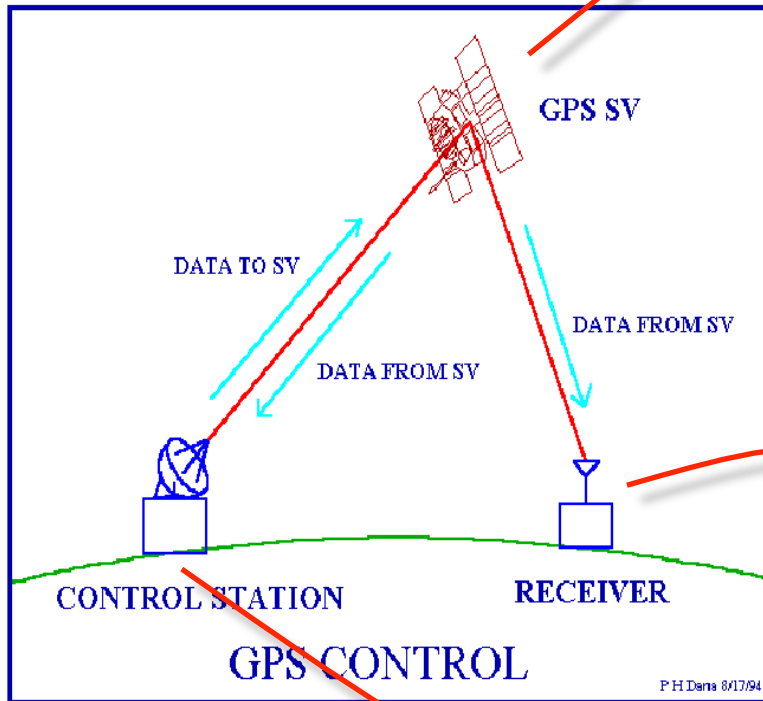 GPS SV
DATA TO SV
DATA FROM SV
DATA FROM SV
CONTROL STATION
RECEIVER
GPS CONTROL
P H Dana 8/17/94